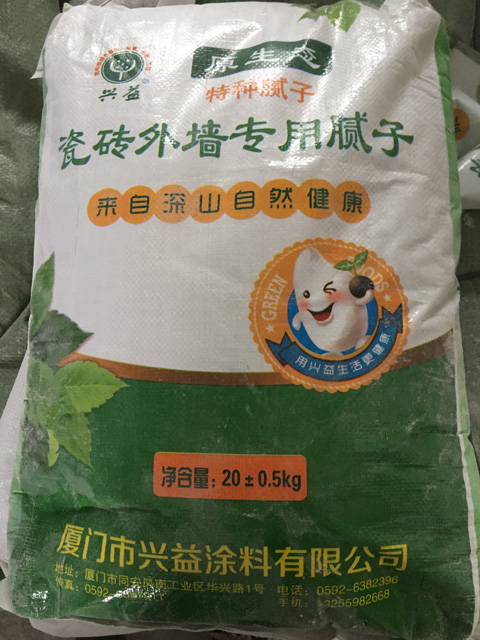 兴益
原生态
特种腻子
瓷砖外墙专用腻子
来自深山自然健康
GREEN FOODS
用兴益生活更健康
净含量：20±0.5kg
厦门市兴益涂料有限公司
地址：厦门市同安城南工业区华兴路1号 电话：0592-6382396
传真：0592- 手机：